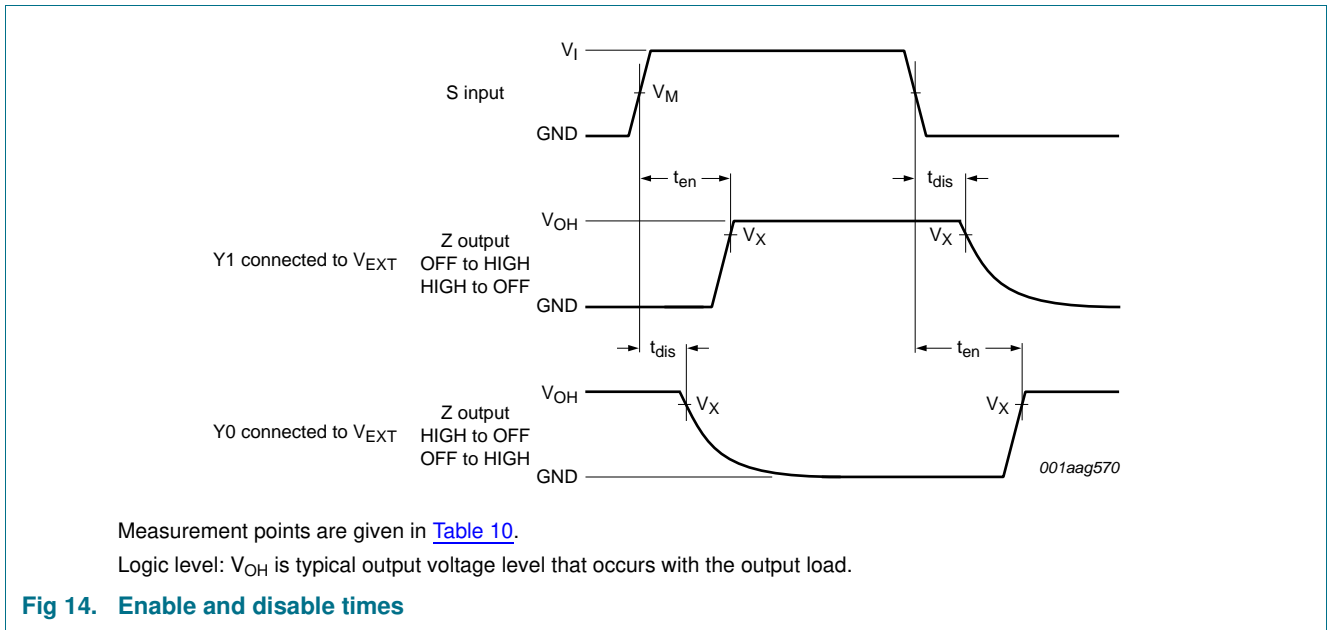 V_I
S input
V_M
GND
t_en
t_dis
V_OH
Z output
V_X
V_X
Y1 connected to V_EXT
OFF to HIGH
HIGH to OFF
GND
t_dis
t_en
V_OH
Z output
V_X
V_X
Y0 connected to V_EXT
HIGH to OFF
OFF to HIGH
GND
001aag570
Measurement points are given in Table 10.
Logic level: V_OH is typical output voltage level that occurs with the output load.
Fig 14. Enable and disable times